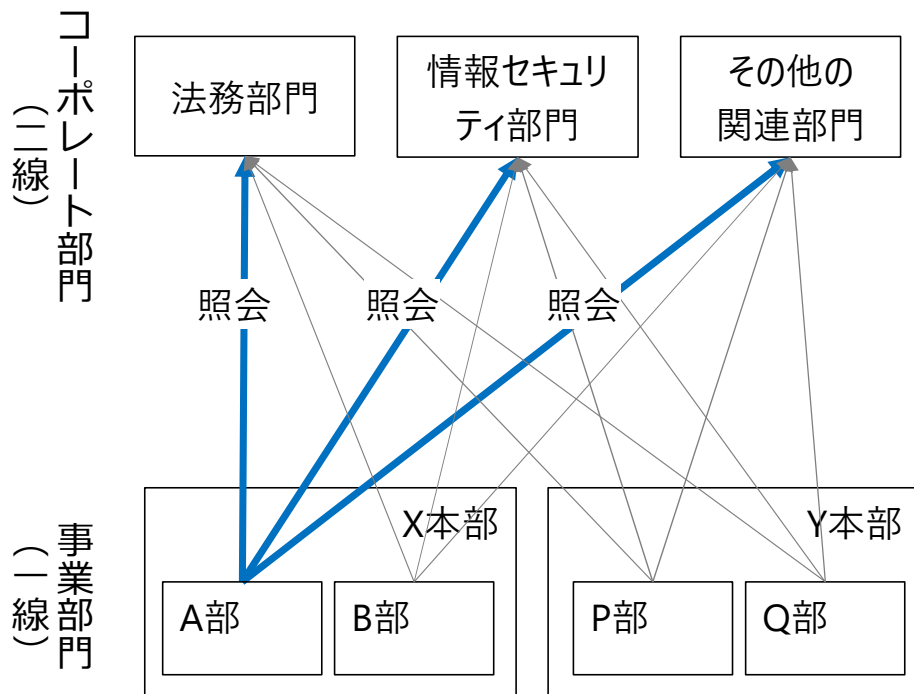 コーポレート部門
（二線）
法務部門
情報セキュリ
ティ部門
その他の
関連部門
照会
照会
照会
事業部門
（一線）
X本部
A部
B部
Y本部
P部
Q部